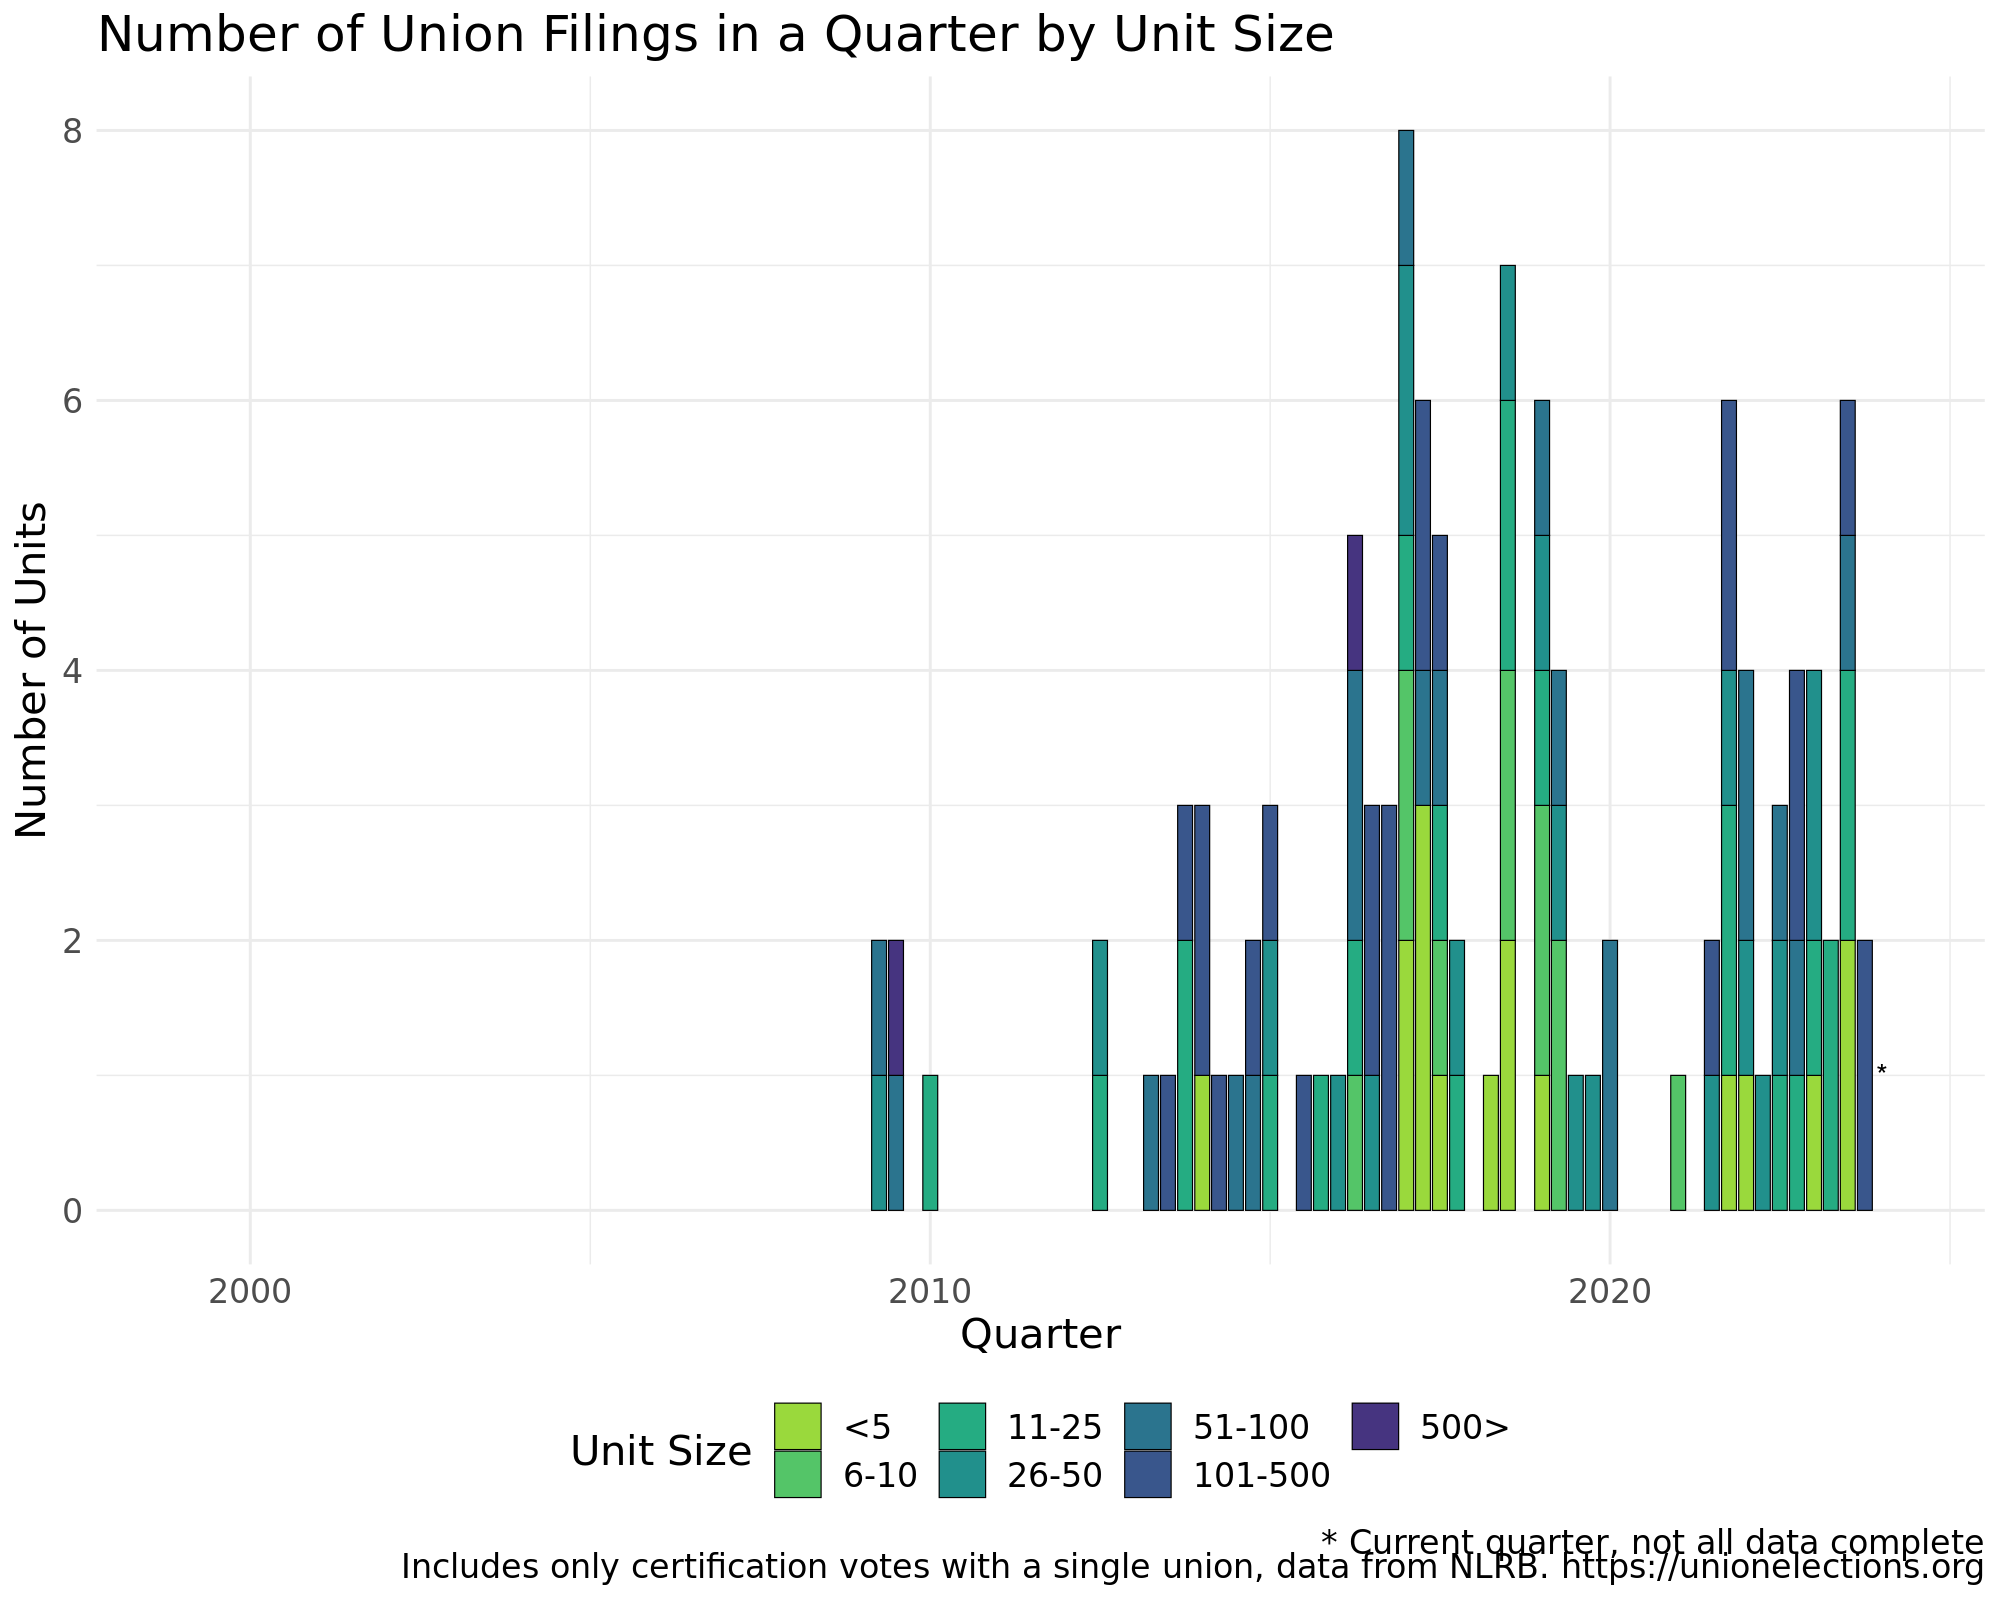 Number of Union Filings in a Quarter by Unit Size
Number of Units
8
6
4
2
0
*
2000 2010 2020
Quarter
Unit Size
<5 11-25 51-100 500>
6-10 26-50 101-500
* Current quarter, not all data complete
Includes only certification votes with a single union, data from NLRB. https://unionelections.org